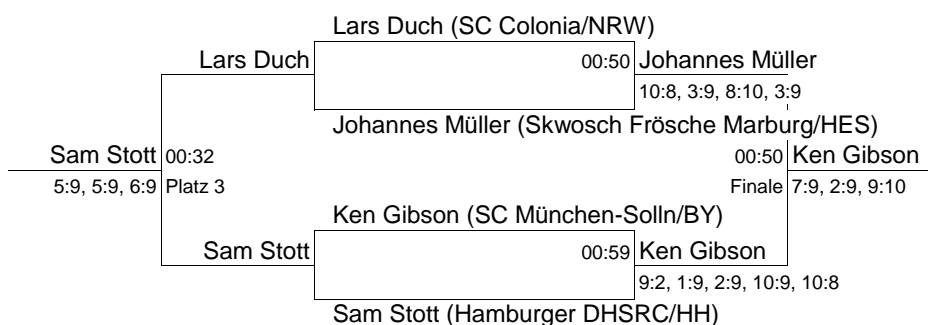 Lars Duch (SC Colonia/NRW)
Lars Duch 00:50 Johannes Müller
10:8, 3:9, 8:10, 3:9
Johannes Müller (Skwosch Frösche Marburg/HES)
Sam Stott 00:32 00:50 Ken Gibson
5:9, 5:9, 6:9 Platz 3 Finale 7:9, 2:9, 9:10
Ken Gibson (SC München-Solln/BY)
Sam Stott 00:59 Ken Gibson
9:2, 1:9, 2:9, 10:9, 10:8
Sam Stott (Hamburger DHSRC/HH)